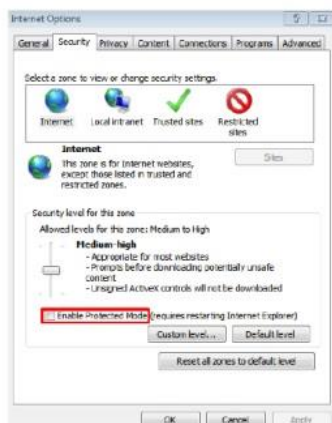 Internet Options
General Security Privacy Content Connections Programs Advanced
Select a zone to view or change security settings.
Internet Local intranet Trusted sites Restricted sites
Internet
This zone is for Internet websites,
except those listed in trusted and
restricted zones.
Sites
Security level for this zone
Allowed levels for this zone: Medium to High
Medium-high
- Appropriate for most websites
- Prompts before downloading potentially unsafe
content
- Unsigned ActiveX controls will not be downloaded
Enable Protected Mode (requires restarting Internet Explorer)
Custom level... Default level
Reset all zones to default level
OK Cancel Apply